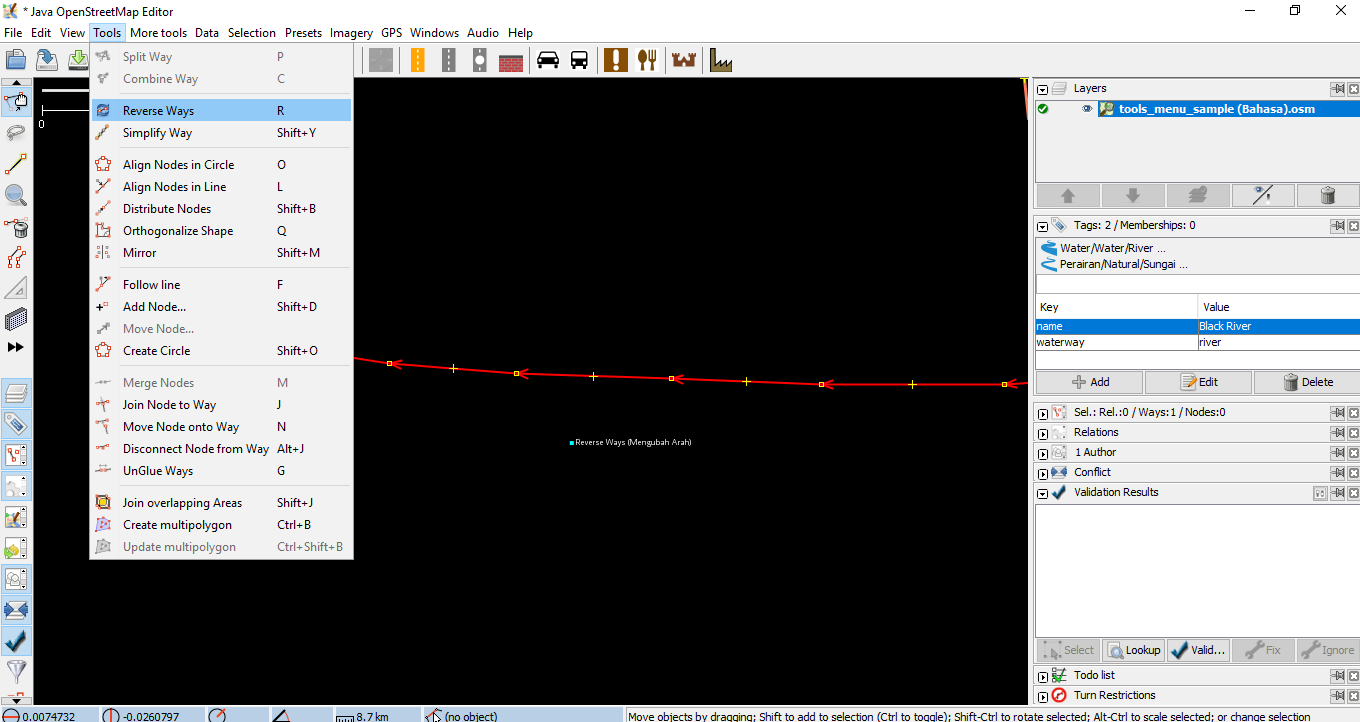 * Java OpenStreetMap Editor
File Edit View Tools More tools Data Selection Presets Imagery GPS Windows Audio Help
Split Way P
Combine Way C
Reverse Ways R
Simplify Way Shift+Y
Align Nodes in Circle O
Align Nodes in Line L
Distribute Nodes Shift+B
Orthogonalize Shape Q
Mirror Shift+M
Follow line F
Add Node... Shift+D
Move Node...
Create Circle Shift+O
Merge Nodes M
Join Node to Way J
Move Node onto Way N
Disconnect Node from Way Alt+J
UnGlue Ways G
Join overlapping Areas Shift+J
Create multipolygon Ctrl+B
Update multipolygon Ctrl+Shift+B
0
Reverse Ways (Mengubah Arah)
Layers
tools_menu_sample (Bahasa).osm
Tags: 2 / Memberships: 0
Water/Water/River ...
Perairan/Natural/Sungai ...
Key Value
name Black River
waterway river
Add Edit Delete
Sel.: Rel.:0 / Ways:1 / Nodes:0
Relations
1 Author
Conflict
Validation Results
Select Lookup Valid... Fix Ignore
Todo list
Turn Restrictions
0.0074732 -0.0260797 8.7 km (no object) Move objects by dragging; Shift to add to selection (Ctrl to toggle); Shift-Ctrl to rotate selected; Alt-Ctrl to scale selected; or change selection